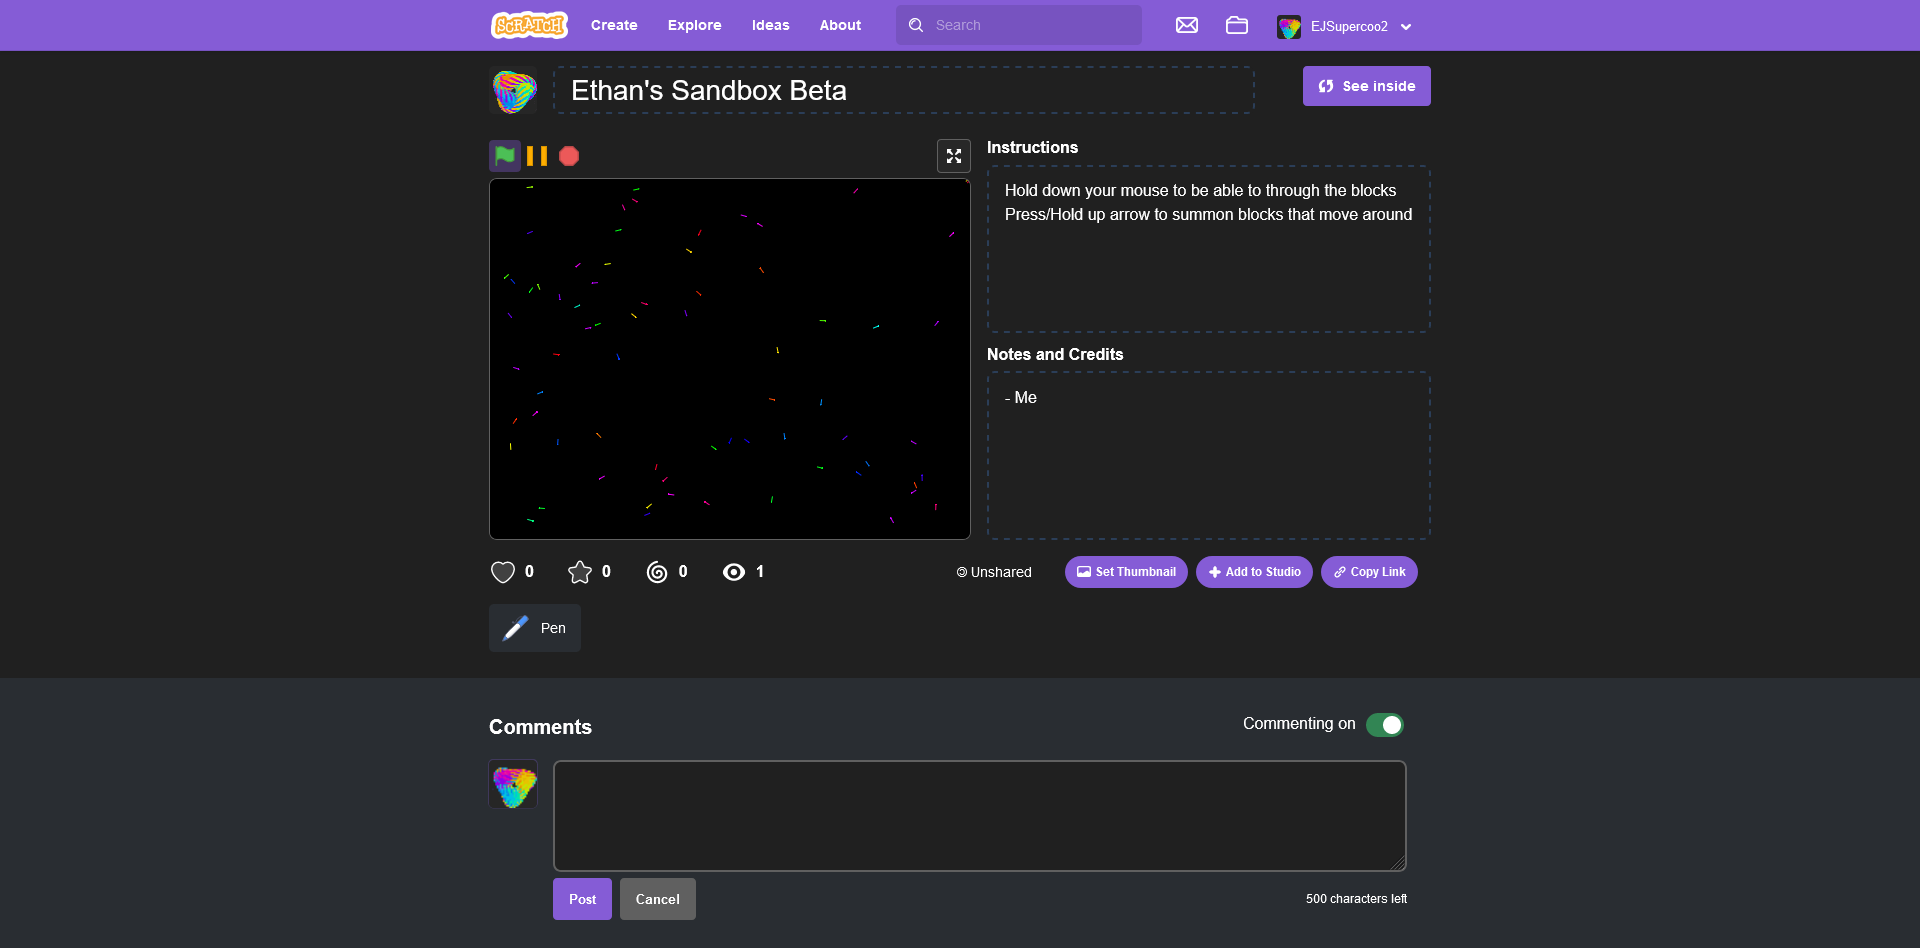 SCRATCH Create Explore Ideas About Search EJSupercoo2
Ethan's Sandbox Beta
See inside
Instructions
Hold down your mouse to be able to through the blocks
Press/Hold up arrow to summon blocks that move around
Notes and Credits
- Me
0 0 0 1 Unshared Set Thumbnail Add to Studio Copy Link
Pen
Comments
Commenting on
Post Cancel 500 characters left